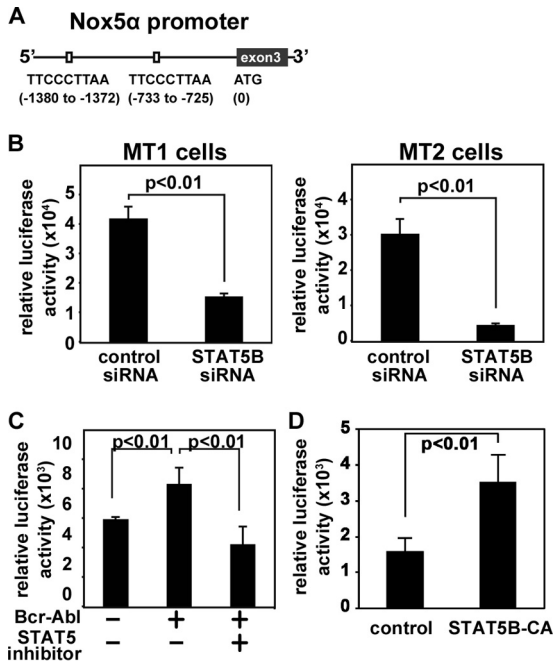 A
Nox5α promoter
5’ exon3 3’
TTCCCTTAA TTCCCTTAA ATG
(-1380 to -1372) (-733 to -725) (0)
B
MT1 cells
relative luciferase
activity (x10⁴)
5
4
3
2
1
0
p<0.01
control
siRNA
STAT5B
siRNA
MT2 cells
relative luciferase
activity (x10⁴)
4
3
2
1
0
p<0.01
control
siRNA
STAT5B
siRNA
C
relative luciferase
activity (x10³)
10
8
6
4
2
0
p<0.01 p<0.01
Bcr-Abl − + +
STAT5
inhibitor − − +
D
relative luciferase
activity (x10³)
5
4
3
2
1
0
p<0.01
control STAT5B-CA